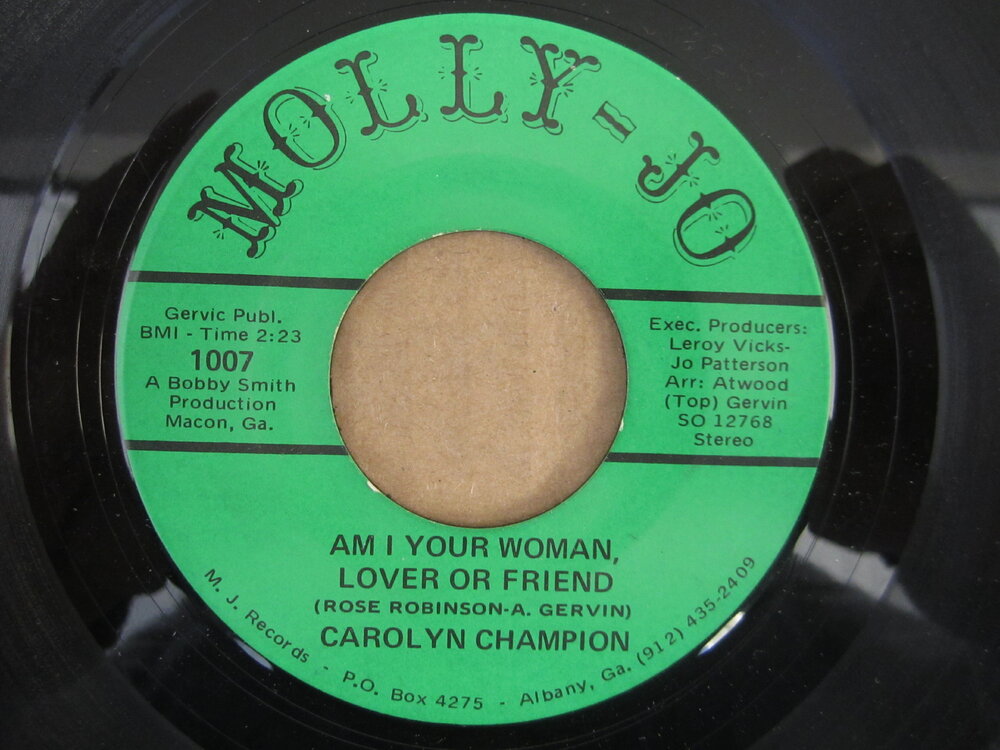 MOLLY-JO
Gervic Publ.
BMI - Time 2:23
1007
A Bobby Smith
Production
Macon, Ga.
Exec. Producers:
Leroy Vicks-
Jo Patterson
Arr: Atwood
(Top) Gervin
SO 12768
Stereo
AM I YOUR WOMAN,
LOVER OR FRIEND
(ROSE ROBINSON-A. GERVIN)
CAROLYN CHAMPION
M. J. Records - P.O. Box 4275 - Albany, Ga. (912) 435-2409